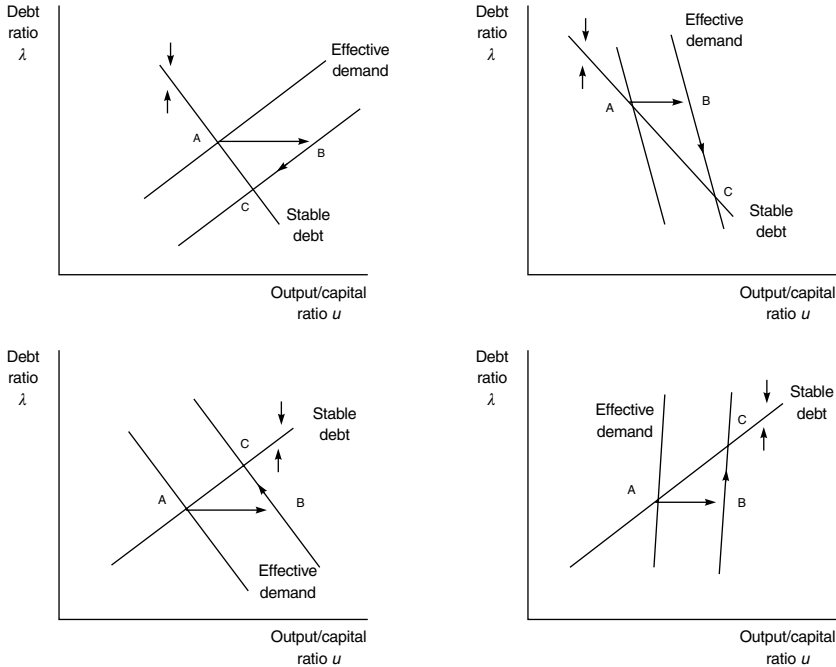 Debt
ratio
λ
Effective
demand
A
B
C
Stable
debt
Output/capital
ratio u
Debt
ratio
λ
Effective
demand
A
B
C
Stable
debt
Output/capital
ratio u
Debt
ratio
λ
Stable
debt
C
A
B
Effective
demand
Output/capital
ratio u
Debt
ratio
λ
Stable
debt
Effective
demand
C
A
B
Output/capital
ratio u